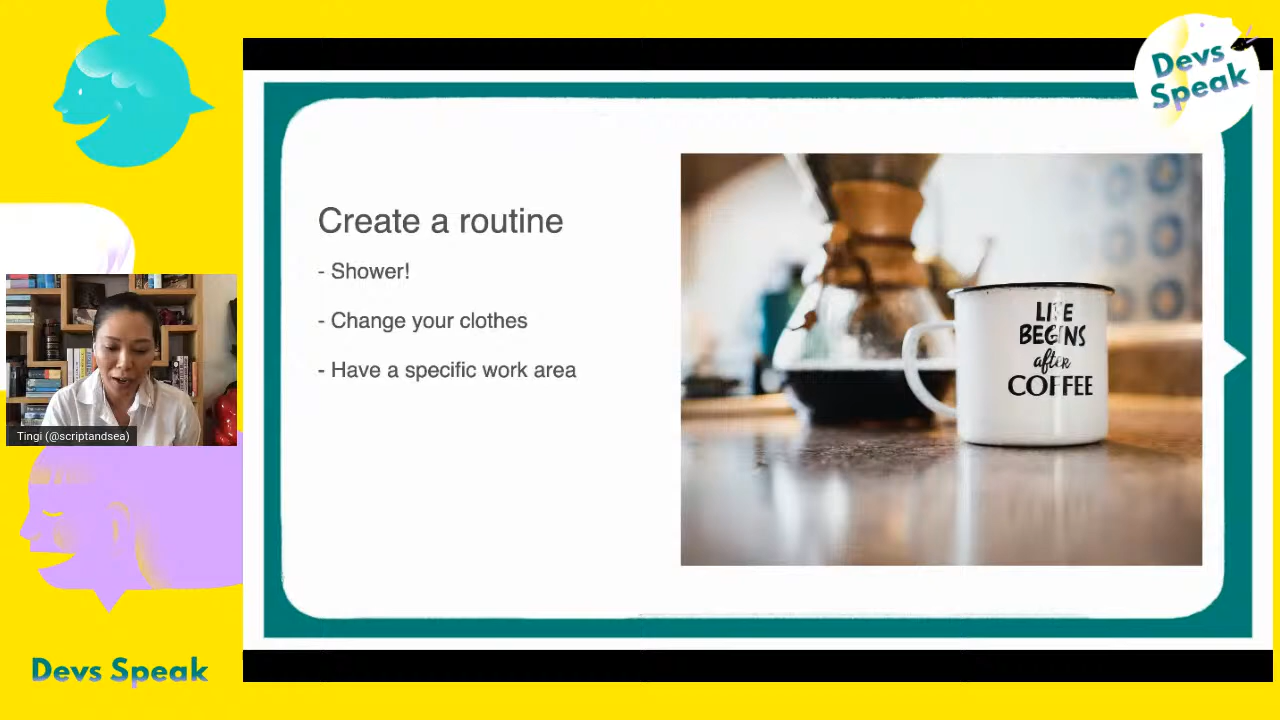 Devs
Speak
Create a routine
- Shower!
- Change your clothes
- Have a specific work area
LIFE
BEGINS
after
COFFEE
Tingi (@scriptandsea)
Devs Speak